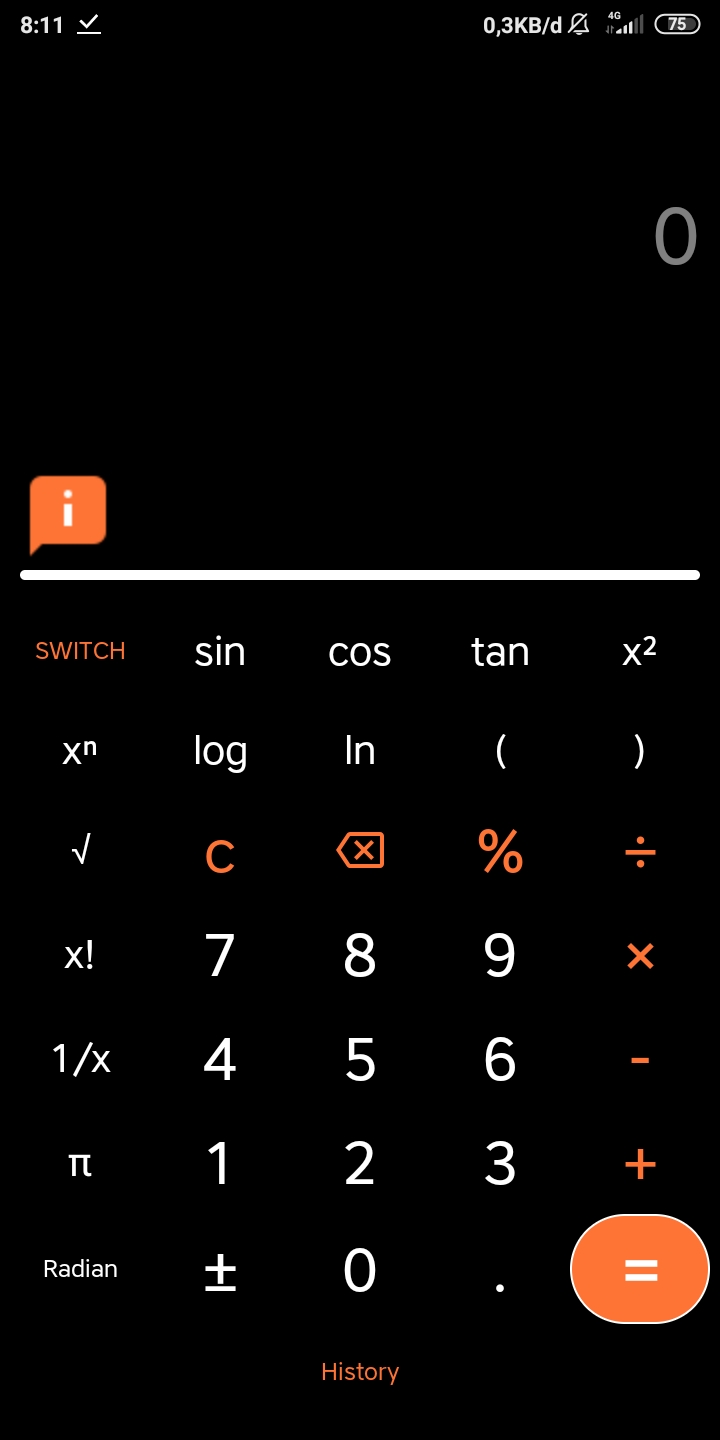 8:11 0,3KB/d 4G 75
0
i
SWITCH sin cos tan x²
xⁿ log ln ( )
√ c % ÷
x! 7 8 9 ×
1/x 4 5 6 -
π 1 2 3 +
Radian ± 0 . =
History